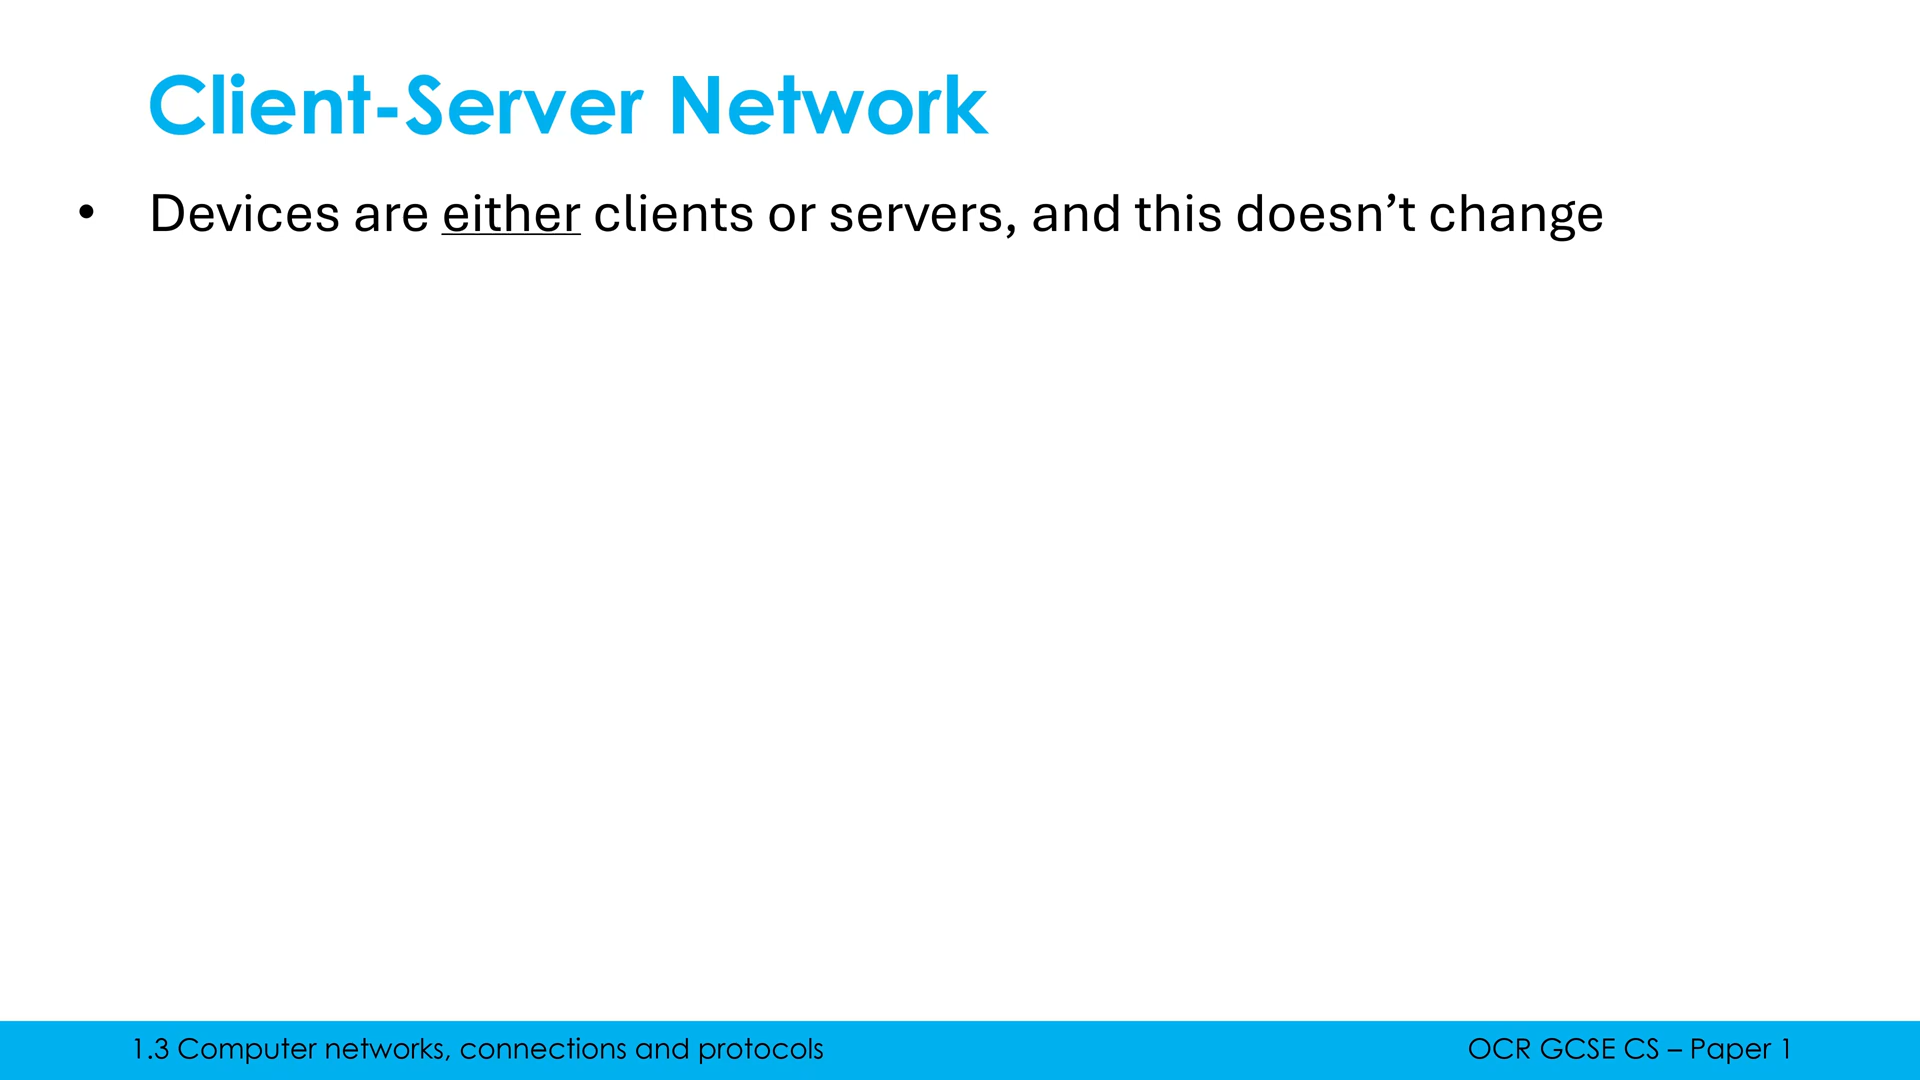 Client-Server Network
• Devices are either clients or servers, and this doesn’t change
1.3 Computer networks, connections and protocols
OCR GCSE CS – Paper 1